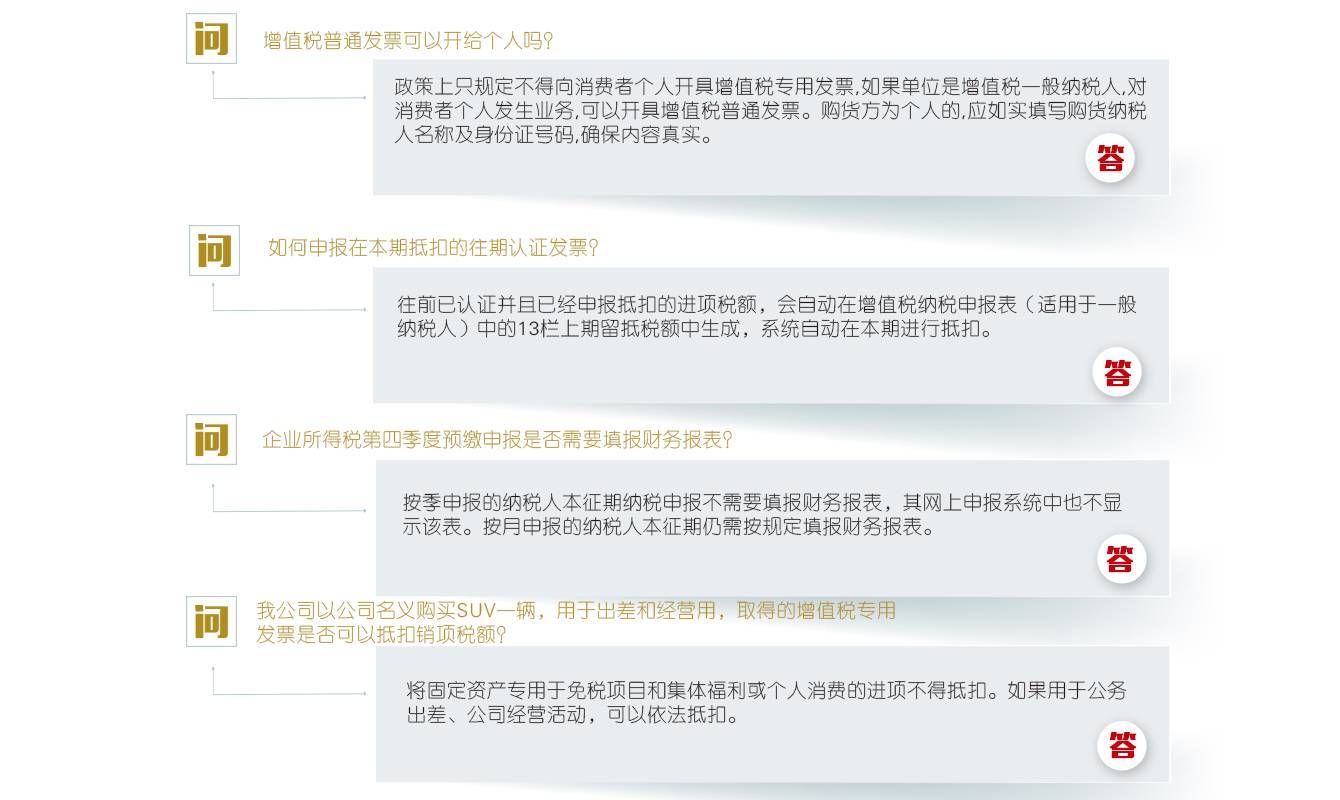 问
增值税普通发票可以开给个人吗?
政策上只规定不得向消费者个人开具增值税专用发票,如果单位是增值税一般纳税人,对
消费者个人发生业务,可以开具增值税普通发票。购货方为个人的,应如实填写购货纳税
人名称及身份证号码,确保内容真实。
答
问
如何申报在本期抵扣的往期认证发票?
往前已认证并且已经申报抵扣的进项税额，会自动在增值税纳税申报表（适用于一般
纳税人）中的13栏上期留抵税额中生成，系统自动在本期进行抵扣。
答
问
企业所得税第四季度预缴申报是否需要填报财务报表?
按季申报的纳税人本征期纳税申报不需要填报财务报表，其网上申报系统中也不显
示该表。按月申报的纳税人本征期仍需按规定填报财务报表。
答
问
我公司以公司名义购买SUV一辆，用于出差和经营用，取得的增值税专用
发票是否可以抵扣销项税额?
将固定资产专用于免税项目和集体福利或个人消费的进项不得抵扣。如果用于公务
出差、公司经营活动，可以依法抵扣。
答